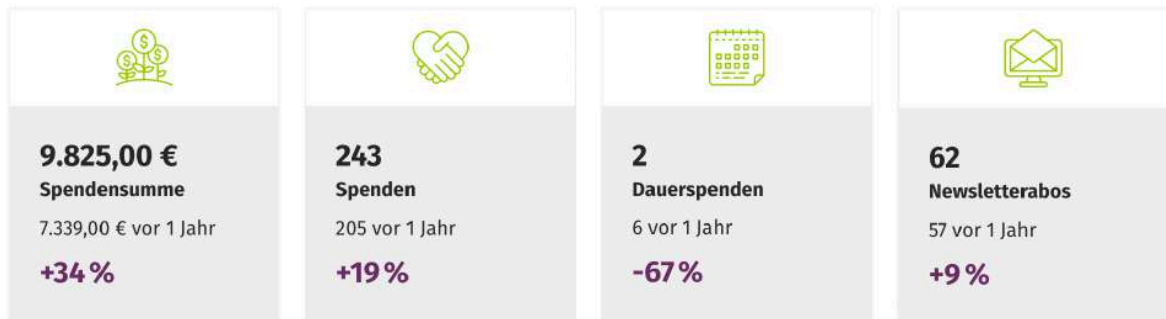 9.825,00 €
Spendensumme
7.339,00 € vor 1 Jahr
+34 %
243
Spenden
205 vor 1 Jahr
+19 %
2
Dauerspenden
6 vor 1 Jahr
-67 %
62
Newsletterabos
57 vor 1 Jahr
+9 %